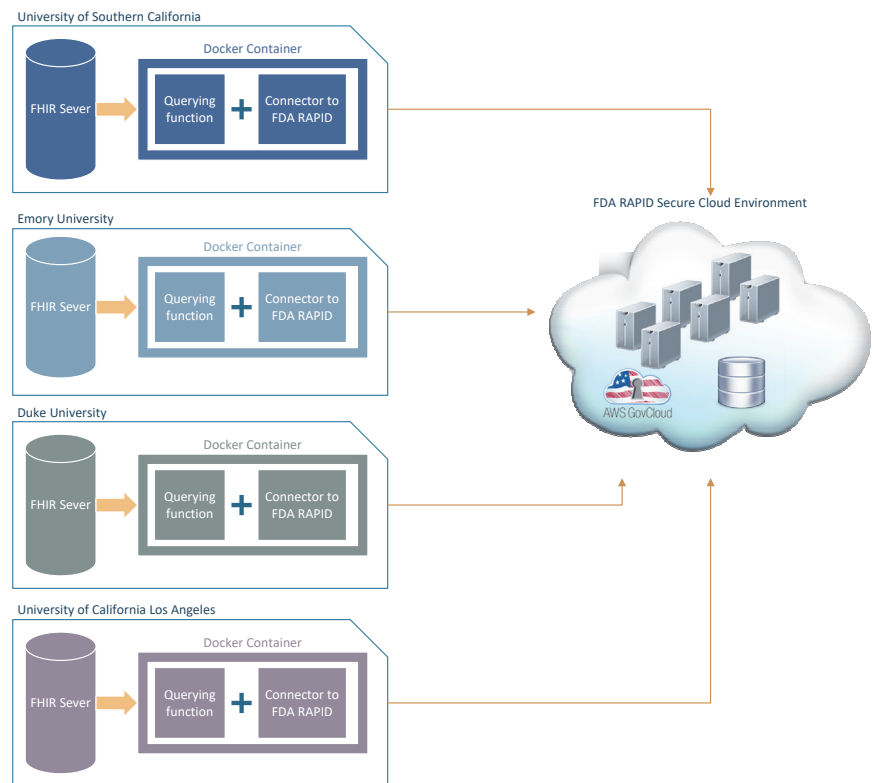 University of Southern California
Docker Container
FHIR Sever
Querying
function
+
Connector to
FDA RAPID
FDA RAPID Secure Cloud Environment
Emory University
Docker Container
FHIR Sever
Querying
function
+
Connector to
FDA RAPID
AWS GovCloud
Duke University
Docker Container
FHIR Sever
Querying
function
+
Connector to
FDA RAPID
University of California Los Angeles
Docker Container
FHIR Sever
Querying
function
+
Connector to
FDA RAPID